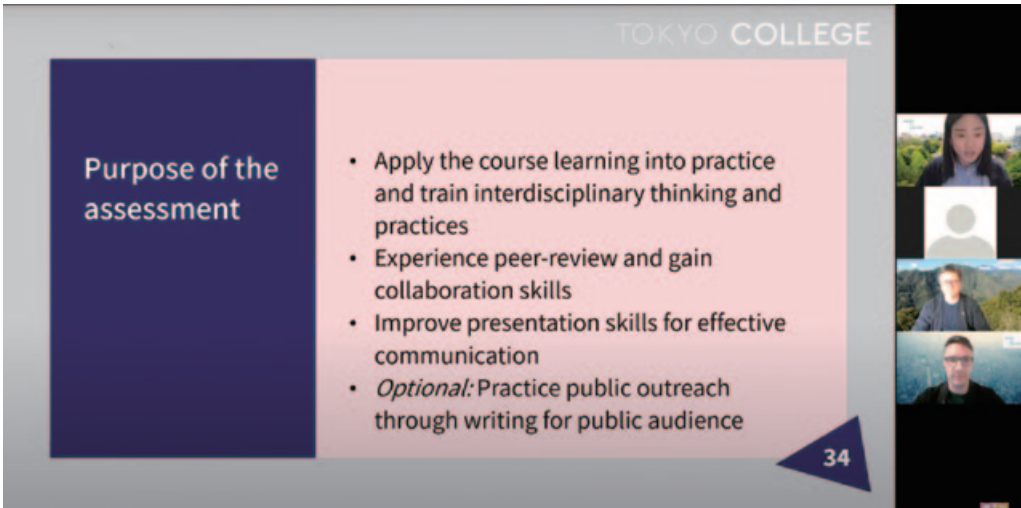 TOKYO COLLEGE
Purpose of the
assessment
• Apply the course learning into practice
and train interdisciplinary thinking and
practices
• Experience peer-review and gain
collaboration skills
• Improve presentation skills for effective
communication
• Optional: Practice public outreach
through writing for public audience
34